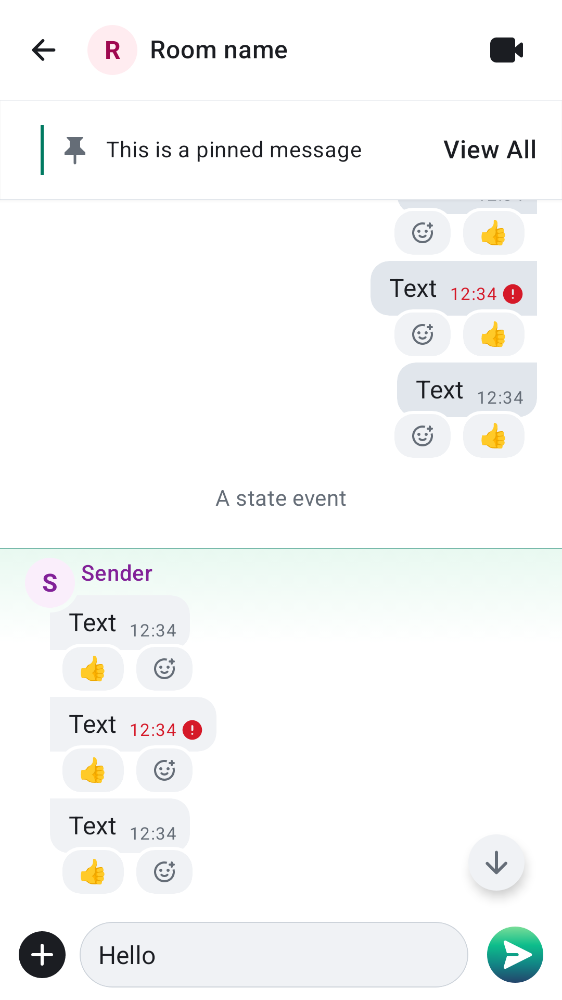 R Room name
This is a pinned message View All
Text 12:34
Text 12:34
A state event
S Sender
Text 12:34
Text 12:34
Text 12:34
Hello